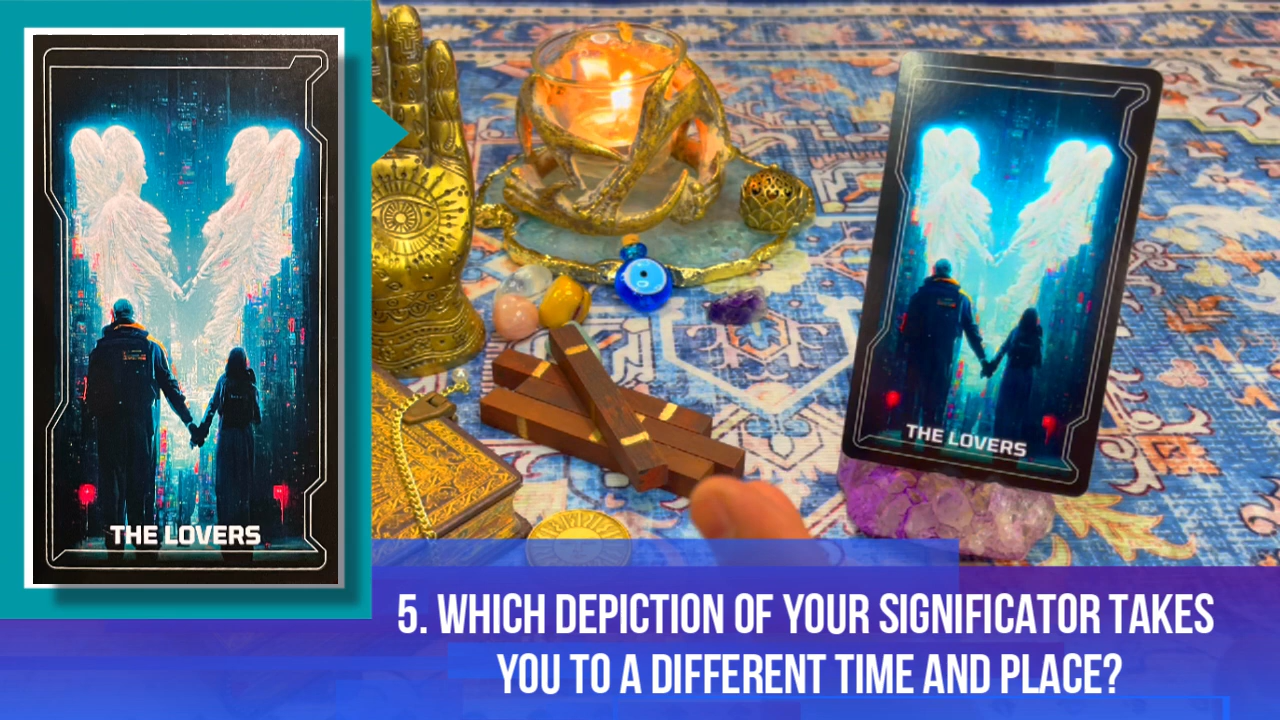 THE LOVERS
THE LOVERS
5. WHICH DEPICTION OF YOUR SIGNIFICATOR TAKES
YOU TO A DIFFERENT TIME AND PLACE?